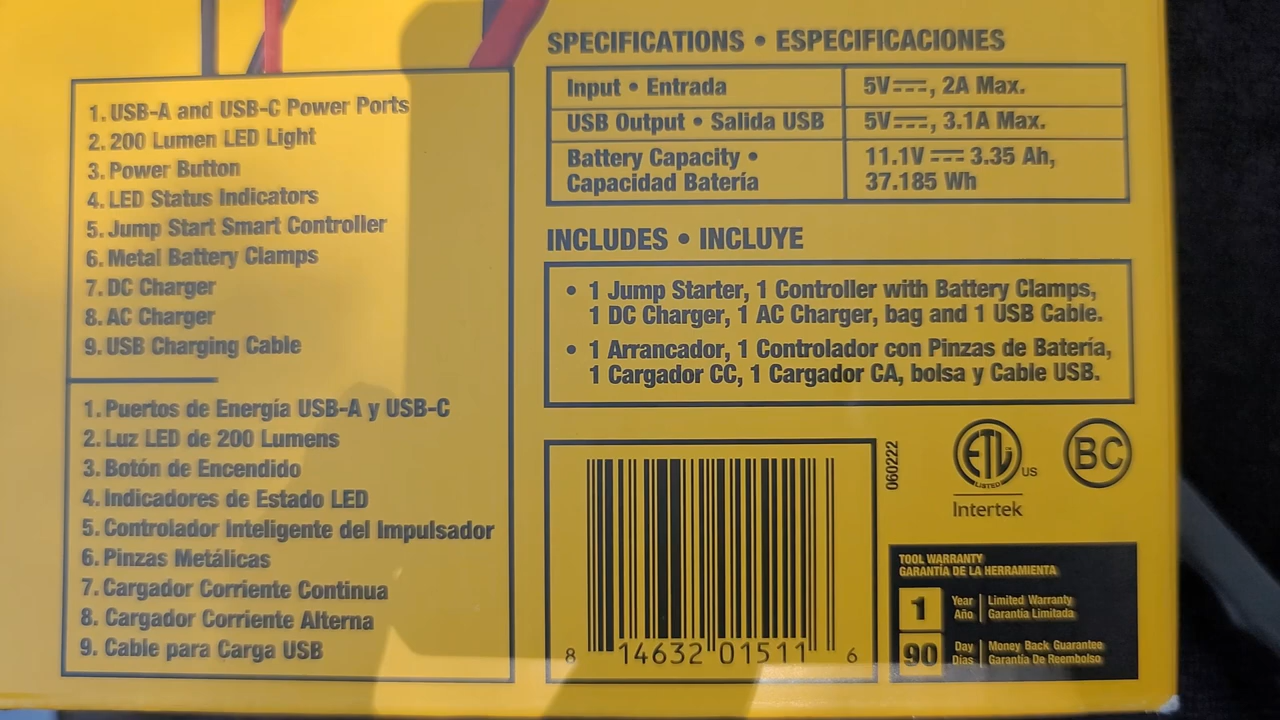 1. USB-A and USB-C Power Ports
2. 200 Lumen LED Light
3. Power Button
4. LED Status Indicators
5. Jump Start Smart Controller
6. Metal Battery Clamps
7. DC Charger
8. AC Charger
9. USB Charging Cable
1. Puertos de Energía USB-A y USB-C
2. Luz LED de 200 Lumens
3. Botón de Encendido
4. Indicadores de Estado LED
5. Controlador Inteligente del Impulsador
6. Pinzas Metálicas
7. Cargador Corriente Continua
8. Cargador Corriente Alterna
9. Cable para Carga USB
SPECIFICATIONS • ESPECIFICACIONES
Input • Entrada 5V⎓, 2A Max.
USB Output • Salida USB 5V⎓, 3.1A Max.
Battery Capacity • 11.1V ⎓ 3.35 Ah,
Capacidad Batería 37.185 Wh
INCLUDES • INCLUYE
• 1 Jump Starter, 1 Controller with Battery Clamps,
1 DC Charger, 1 AC Charger, bag and 1 USB Cable.
• 1 Arrancador, 1 Controlador con Pinzas de Batería,
1 Cargador CC, 1 Cargador CA, bolsa y Cable USB.
8 14632 01511 6
060222
ETL US
LISTED
Intertek
BC
TOOL WARRANTY
GARANTÍA DE LA HERRAMIENTA
1 Year | Limited Warranty
Año | Garantía Limitada
90 Day | Money Back Guarantee
Días | Garantía De Reembolso